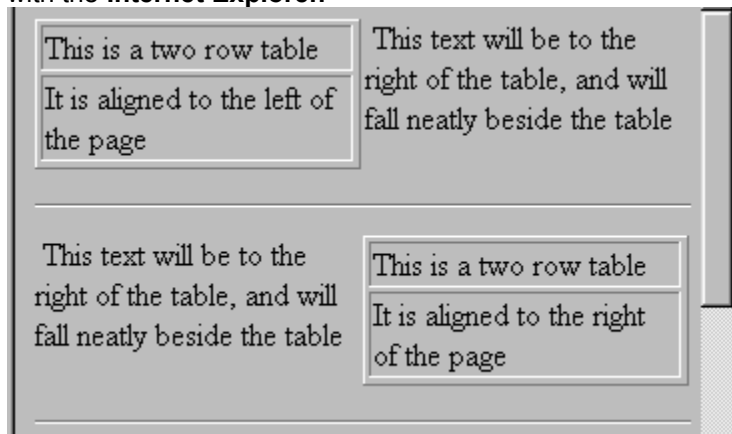 with the Internet Explorer.
This is a two row table
It is aligned to the left of
the page
This text will be to the
right of the table, and will
fall neatly beside the table
This text will be to the
right of the table, and will
fall neatly beside the table
This is a two row table
It is aligned to the right
of the page